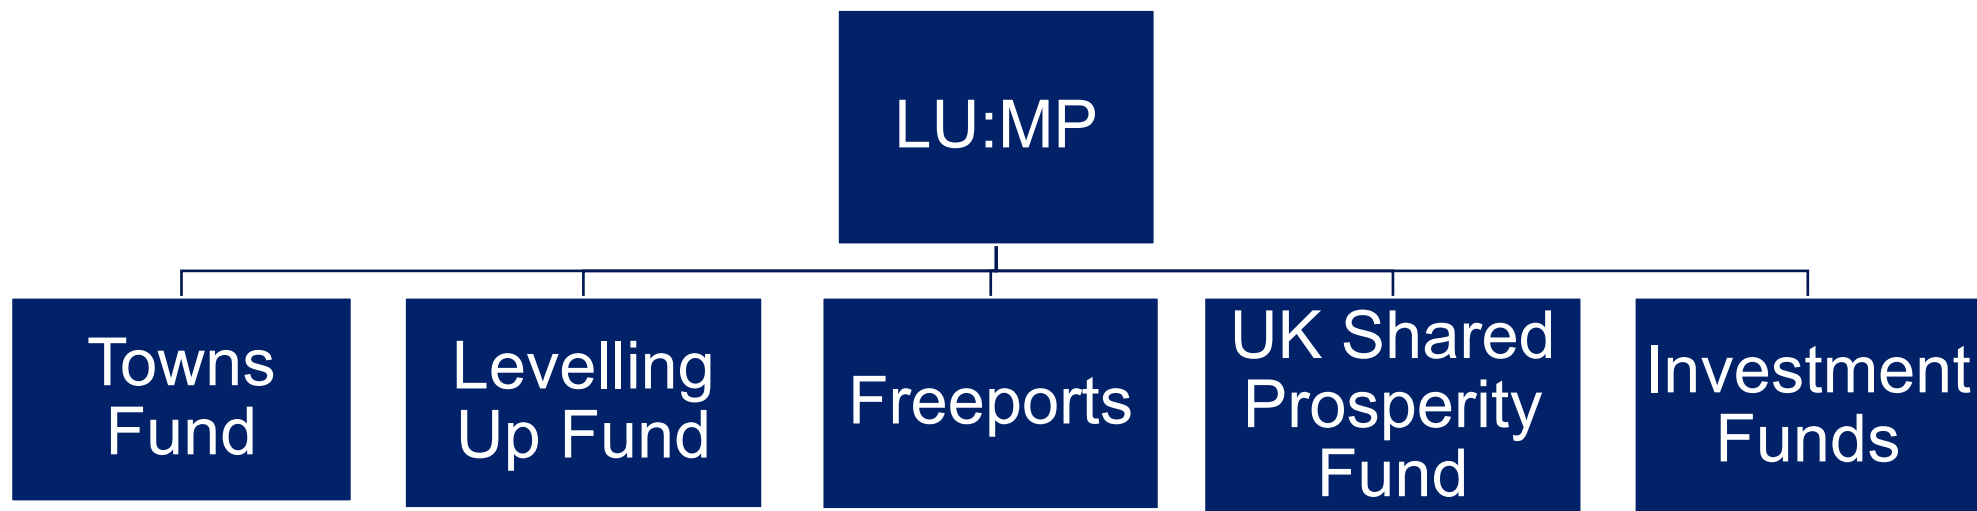 LU:MP
Towns
Fund
Levelling
Up Fund
Freeports
UK Shared
Prosperity
Fund
Investment
Funds